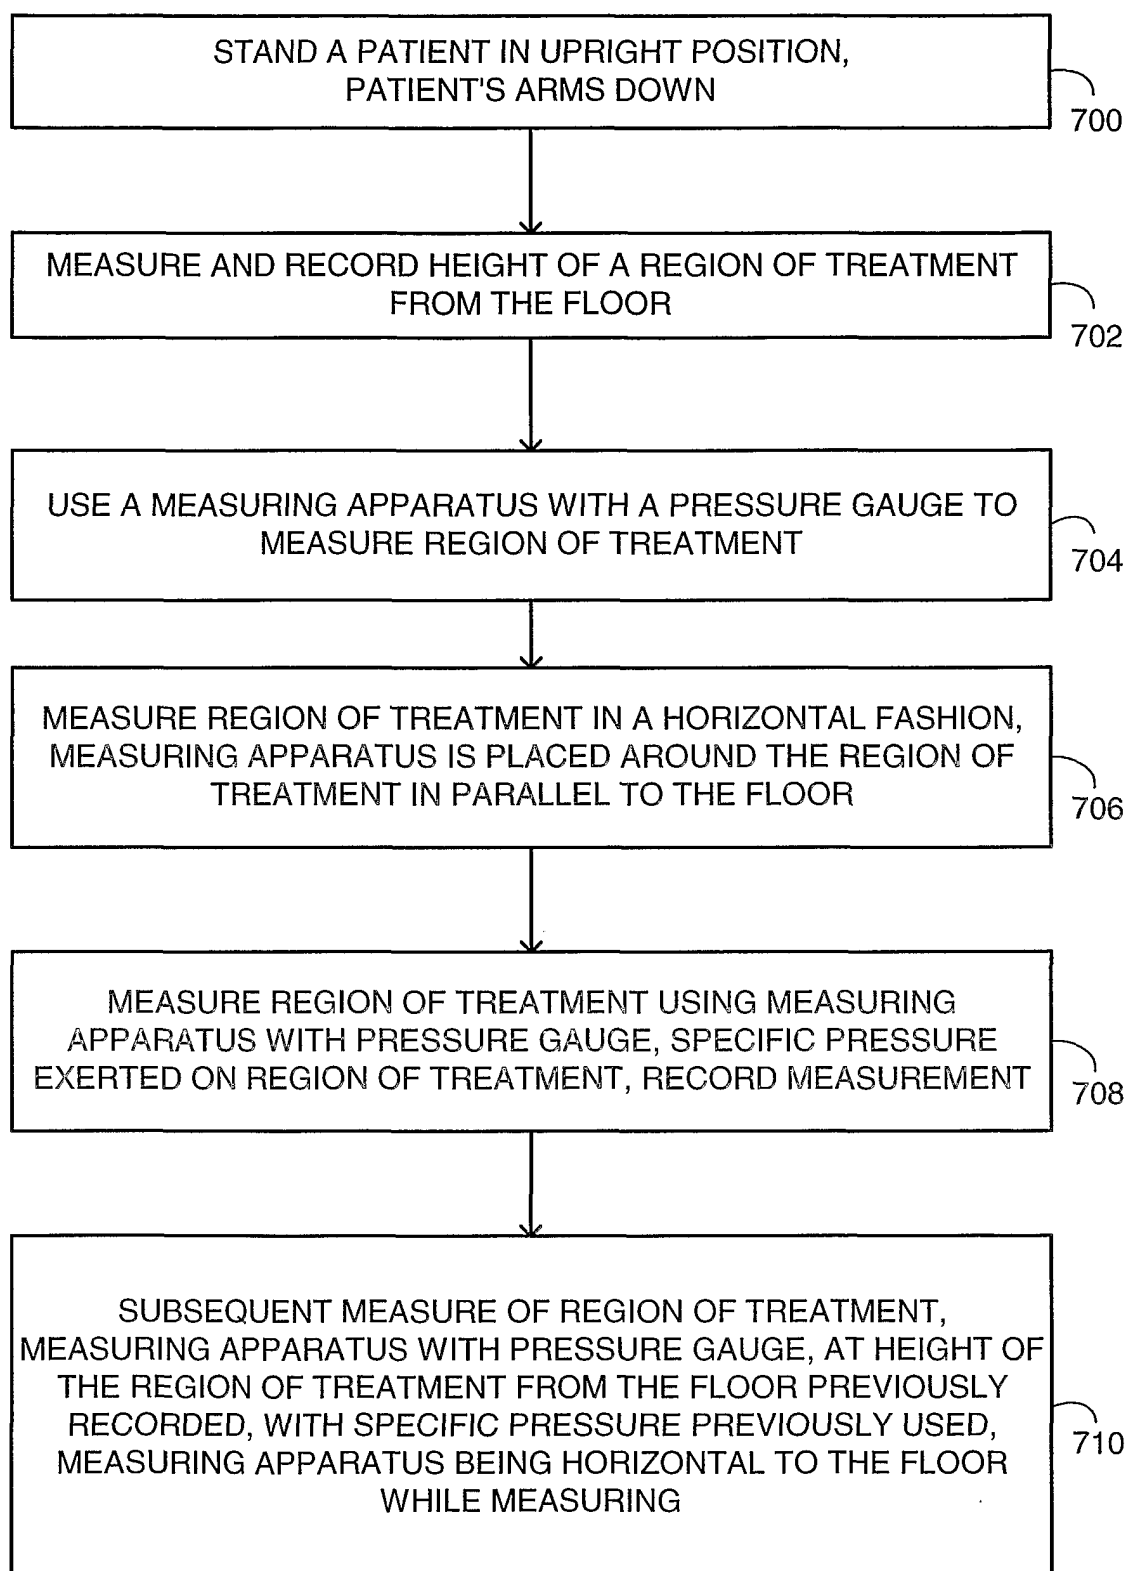 STAND A PATIENT IN UPRIGHT POSITION,
PATIENT'S ARMS DOWN
700
MEASURE AND RECORD HEIGHT OF A REGION OF TREATMENT
FROM THE FLOOR
702
USE A MEASURING APPARATUS WITH A PRESSURE GAUGE TO
MEASURE REGION OF TREATMENT
704
MEASURE REGION OF TREATMENT IN A HORIZONTAL FASHION,
MEASURING APPARATUS IS PLACED AROUND THE REGION OF
TREATMENT IN PARALLEL TO THE FLOOR
706
MEASURE REGION OF TREATMENT USING MEASURING
APPARATUS WITH PRESSURE GAUGE, SPECIFIC PRESSURE
EXERTED ON REGION OF TREATMENT, RECORD MEASUREMENT
708
SUBSEQUENT MEASURE OF REGION OF TREATMENT,
MEASURING APPARATUS WITH PRESSURE GAUGE, AT HEIGHT OF
THE REGION OF TREATMENT FROM THE FLOOR PREVIOUSLY
RECORDED, WITH SPECIFIC PRESSURE PREVIOUSLY USED,
MEASURING APPARATUS BEING HORIZONTAL TO THE FLOOR
WHILE MEASURING
710